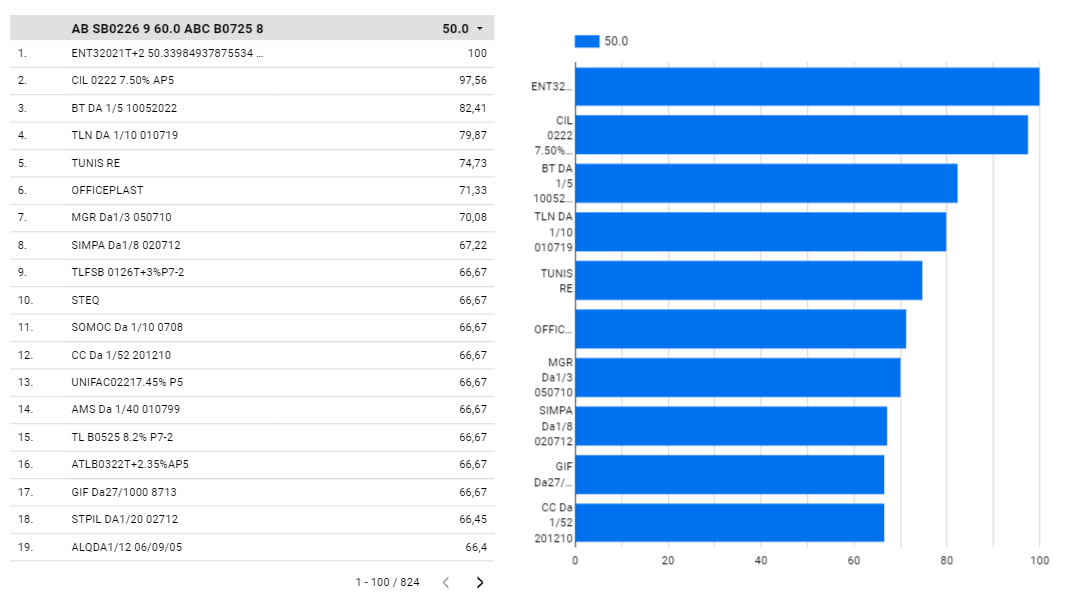 AB SB0226 9 60.0 ABC B0725 8 50.0
1. ENT32021T+2 50.33984937875534 ... 100
2. CIL 0222 7.50% AP5 97,56
3. BT DA 1/5 10052022 82,41
4. TLN DA 1/10 010719 79,87
5. TUNIS RE 74,73
6. OFFICEPLAST 71,33
7. MGR Da1/3 050710 70,08
8. SIMPA Da1/8 020712 67,22
9. TLFSB 0126T+3%P7-2 66,67
10. STEQ 66,67
11. SOMOC Da 1/10 0708 66,67
12. CC Da 1/52 201210 66,67
13. UNIFAC02217.45% P5 66,67
14. AMS Da 1/40 010799 66,67
15. TL B0525 8.2% P7-2 66,67
16. ATLB0322T+2.35%AP5 66,67
17. GIF Da27/1000 8713 66,67
18. STPIL DA1/20 02712 66,45
19. ALQDA1/12 06/09/05 66,4
1 - 100 / 824
50.0
ENT32...
CIL
0222
7.50%...
BT DA
1/5
10052...
TLN DA
1/10
010719
TUNIS
RE
OFFIC...
MGR
Da1/3
050710
SIMPA
Da1/8
020712
GIF
Da27/...
CC Da
1/52
201210
0 20 40 60 80 100